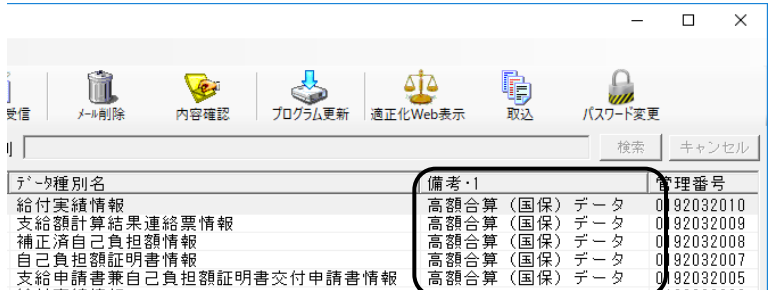 受信 メール削除 内容確認 プログラム更新 適正化Web表示 取込 パスワード変更
検索 キャンセル
データ種別名 備考・1 管理番号
給付実績情報 高額合算（国保）データ 0192032010
支給額計算結果連絡票情報 高額合算（国保）データ 0192032009
補正済自己負担額情報 高額合算（国保）データ 0192032008
自己負担額証明書情報 高額合算（国保）データ 0192032007
支給申請書兼自己負担額証明書交付申請書情報 高額合算（国保）データ 0192032005